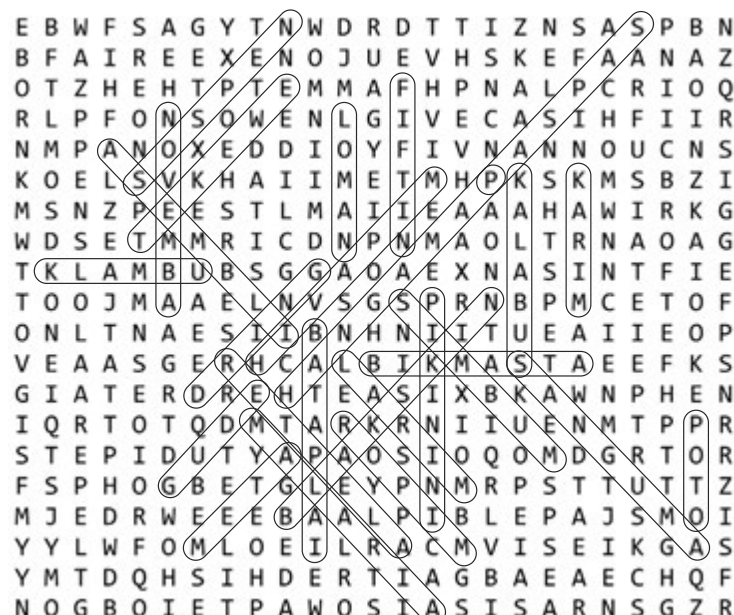 E B W F S A G Y T N W D R D T T I Z N S A S P B N
B F A I R E E X E N O J U E V H S K E F A A N A Z
O T Z H E H T P T E M M A F H P N A L P C R I O Q
R L P F O N S O W E N L G I V E C A S I H F I I R
N M P A N O X E D D I O Y F I V N A N N O U C N S
K O E L S V K H A I I M E T M H P K S K M S B Z I
M S N Z P E E S T L M A I I E A A A H A W I R K G
W D S E T M M R I C D N P N M A O L T R N A O A G
T K L A M B U B S G G A O A E X N A S I N T F I E
T O O J M A A E L N V S G S P R N B P M C E T O F
O N L T N A E S I I B N H N I I T U E A I I E O P
V E A A S G E R H C A L B I K M A S T A E E F K S
G I A T E R D R E H T E A S I X B K A W N P H E N
I Q R T O T Q D M T A R K R N I I U E N M T P P R
S T E P I D U T Y A P A O S I O Q O M D G R T O R
F S P H O G B E T G L E Y P N M R P S T T U T T Z
M J E D R W E E E B A A L P I B L E P A J S M O I
Y Y L W F O M L O E I L R A C M V I S E I K G A S
Y M T D Q H S I H D E R T I A G B A E A E C H Q F
N O G B O I E T P A W O S I A S I S A R N S G Z R